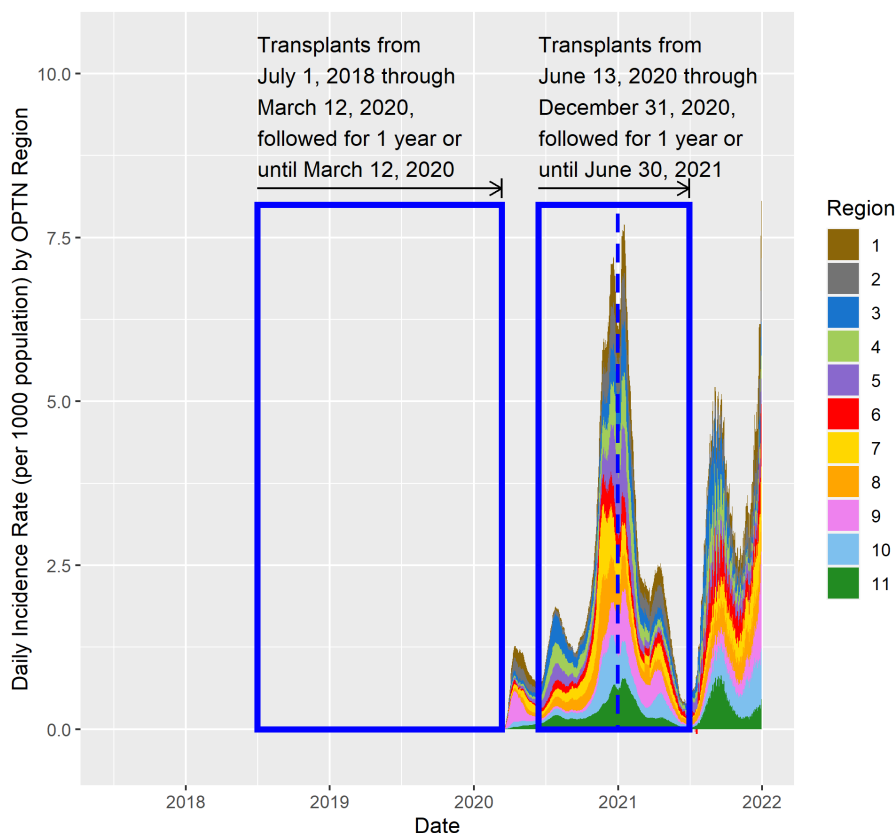 Transplants from
July 1, 2018 through
March 12, 2020,
followed for 1 year or
until March 12, 2020
Transplants from
June 13, 2020 through
December 31, 2020,
followed for 1 year or
until June 30, 2021
Daily Incidence Rate (per 1000 population) by OPTN Region
10.0
7.5
5.0
2.5
0.0
2018
2019
2020
2021
2022
Date
Region
1
2
3
4
5
6
7
8
9
10
11